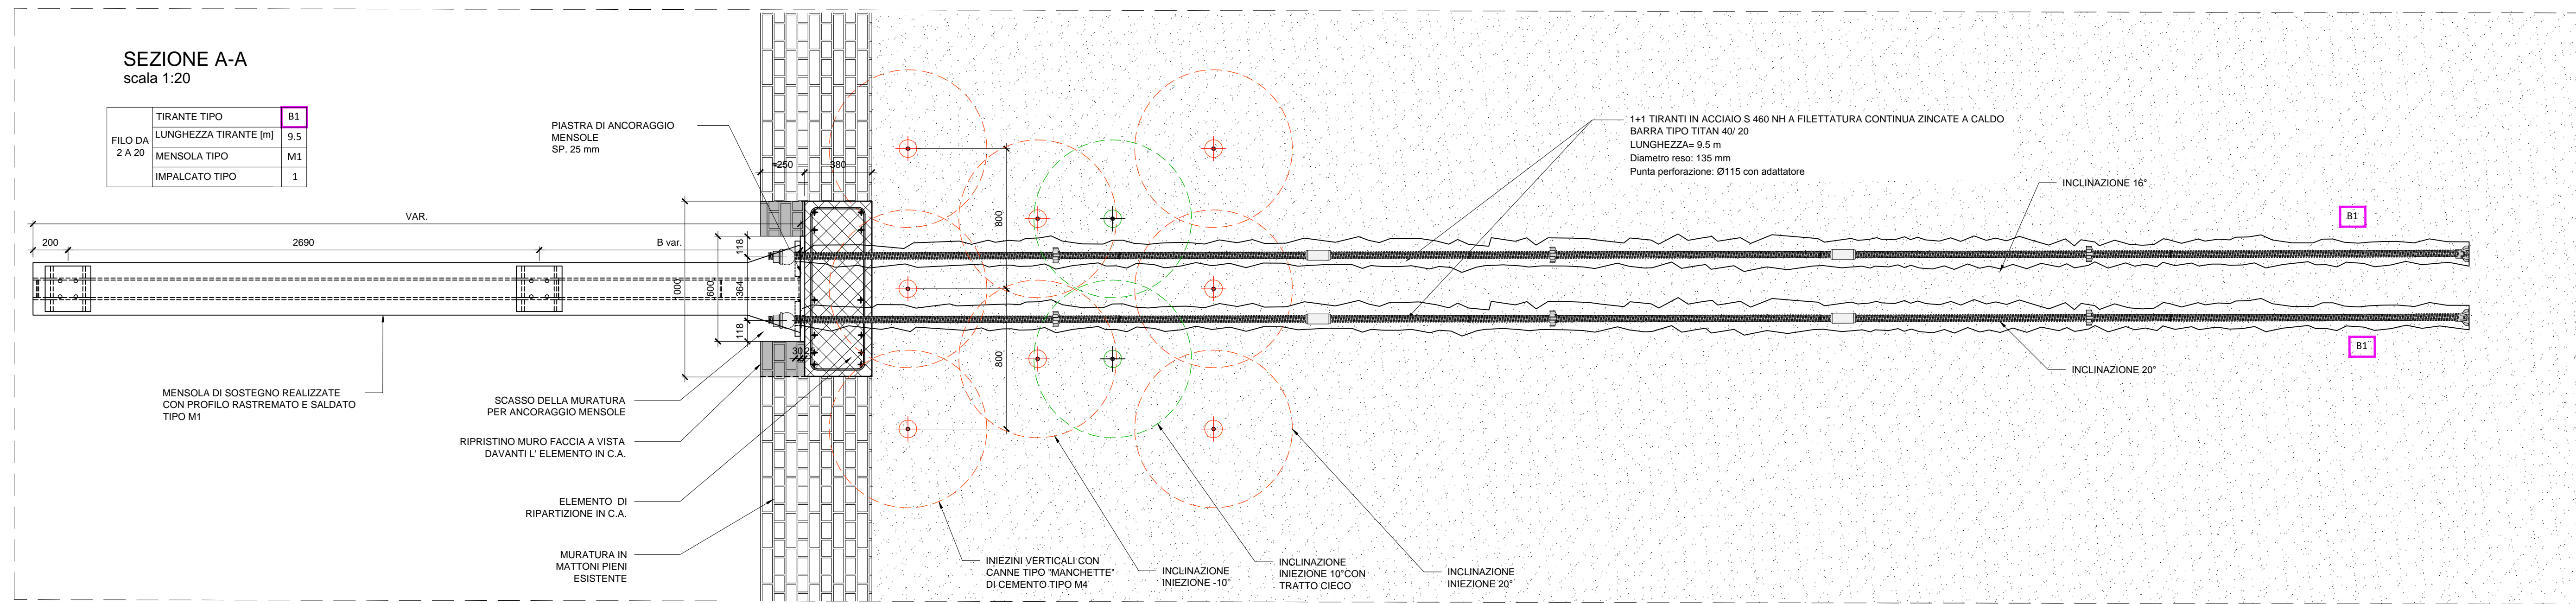 SEZIONE A-A
scala 1:20
FILO DA
2 A 20
TIRANTE TIPO B1
LUNGHEZZA TIRANTE [m] 9.5
MENSOLA TIPO M1
IMPALCATO TIPO 1
PIASTRA DI ANCORAGGIO
MENSOLE
SP. 25 mm
≈250
380
VAR.
200
2690
B var.
1000
600
118
364
118
30
25
800
800
1+1 TIRANTI IN ACCIAIO S 460 NH A FILETTATURA CONTINUA ZINCATE A CALDO
BARRA TIPO TITAN 40/ 20
LUNGHEZZA= 9.5 m
Diametro reso: 135 mm
Punta perforazione: Ø115 con adattatore
INCLINAZIONE 16°
B1
B1
INCLINAZIONE 20°
MENSOLA DI SOSTEGNO REALIZZATE
CON PROFILO RASTREMATO E SALDATO
TIPO M1
SCASSO DELLA MURATURA
PER ANCORAGGIO MENSOLE
RIPRISTINO MURO FACCIA A VISTA
DAVANTI L' ELEMENTO IN C.A.
ELEMENTO DI
RIPARTIZIONE IN C.A.
MURATURA IN
MATTONI PIENI
ESISTENTE
INIEZINI VERTICALI CON
CANNE TIPO "MANCHETTE"
DI CEMENTO TIPO M4
INCLINAZIONE
INIEZIONE -10°
INCLINAZIONE
INIEZIONE 10°CON
TRATTO CIECO
INCLINAZIONE
INIEZIONE 20°